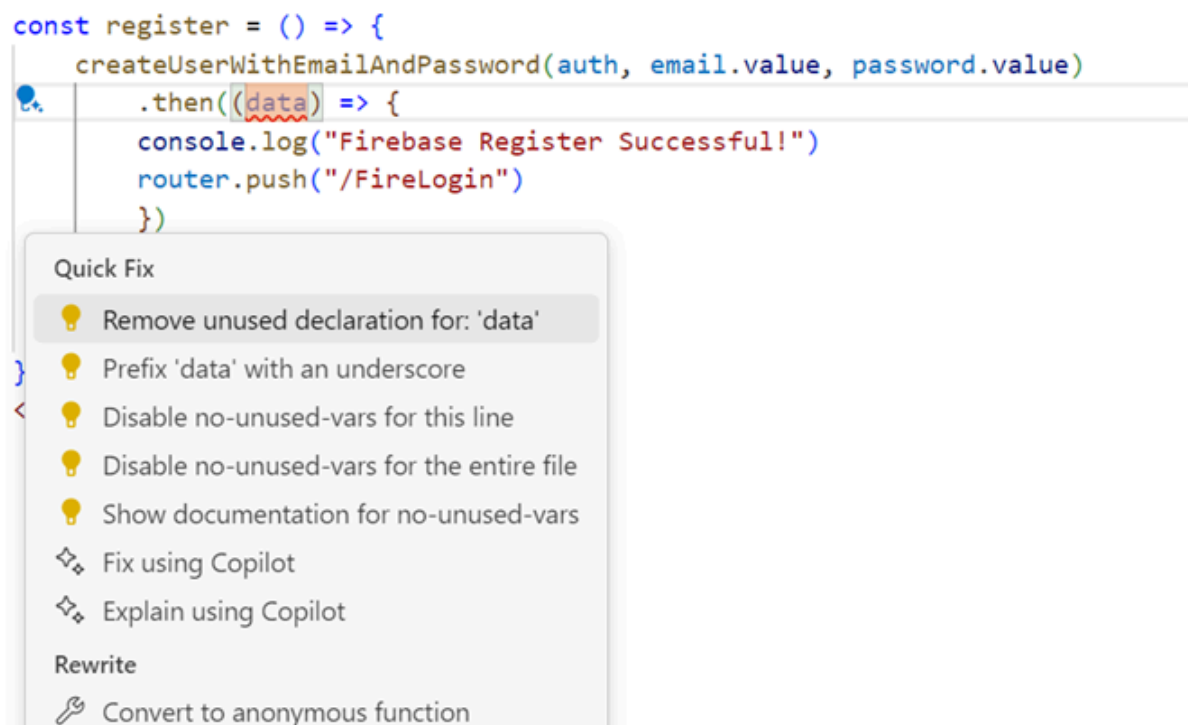 const register = () => {
createUserWithEmailAndPassword(auth, email.value, password.value)
.then((data) => {
console.log("Firebase Register Successful!")
router.push("/FireLogin")
})
Quick Fix
Remove unused declaration for: 'data'
}
Prefix 'data' with an underscore
<
Disable no-unused-vars for this line
Disable no-unused-vars for the entire file
Show documentation for no-unused-vars
Fix using Copilot
Explain using Copilot
Rewrite
Convert to anonymous function